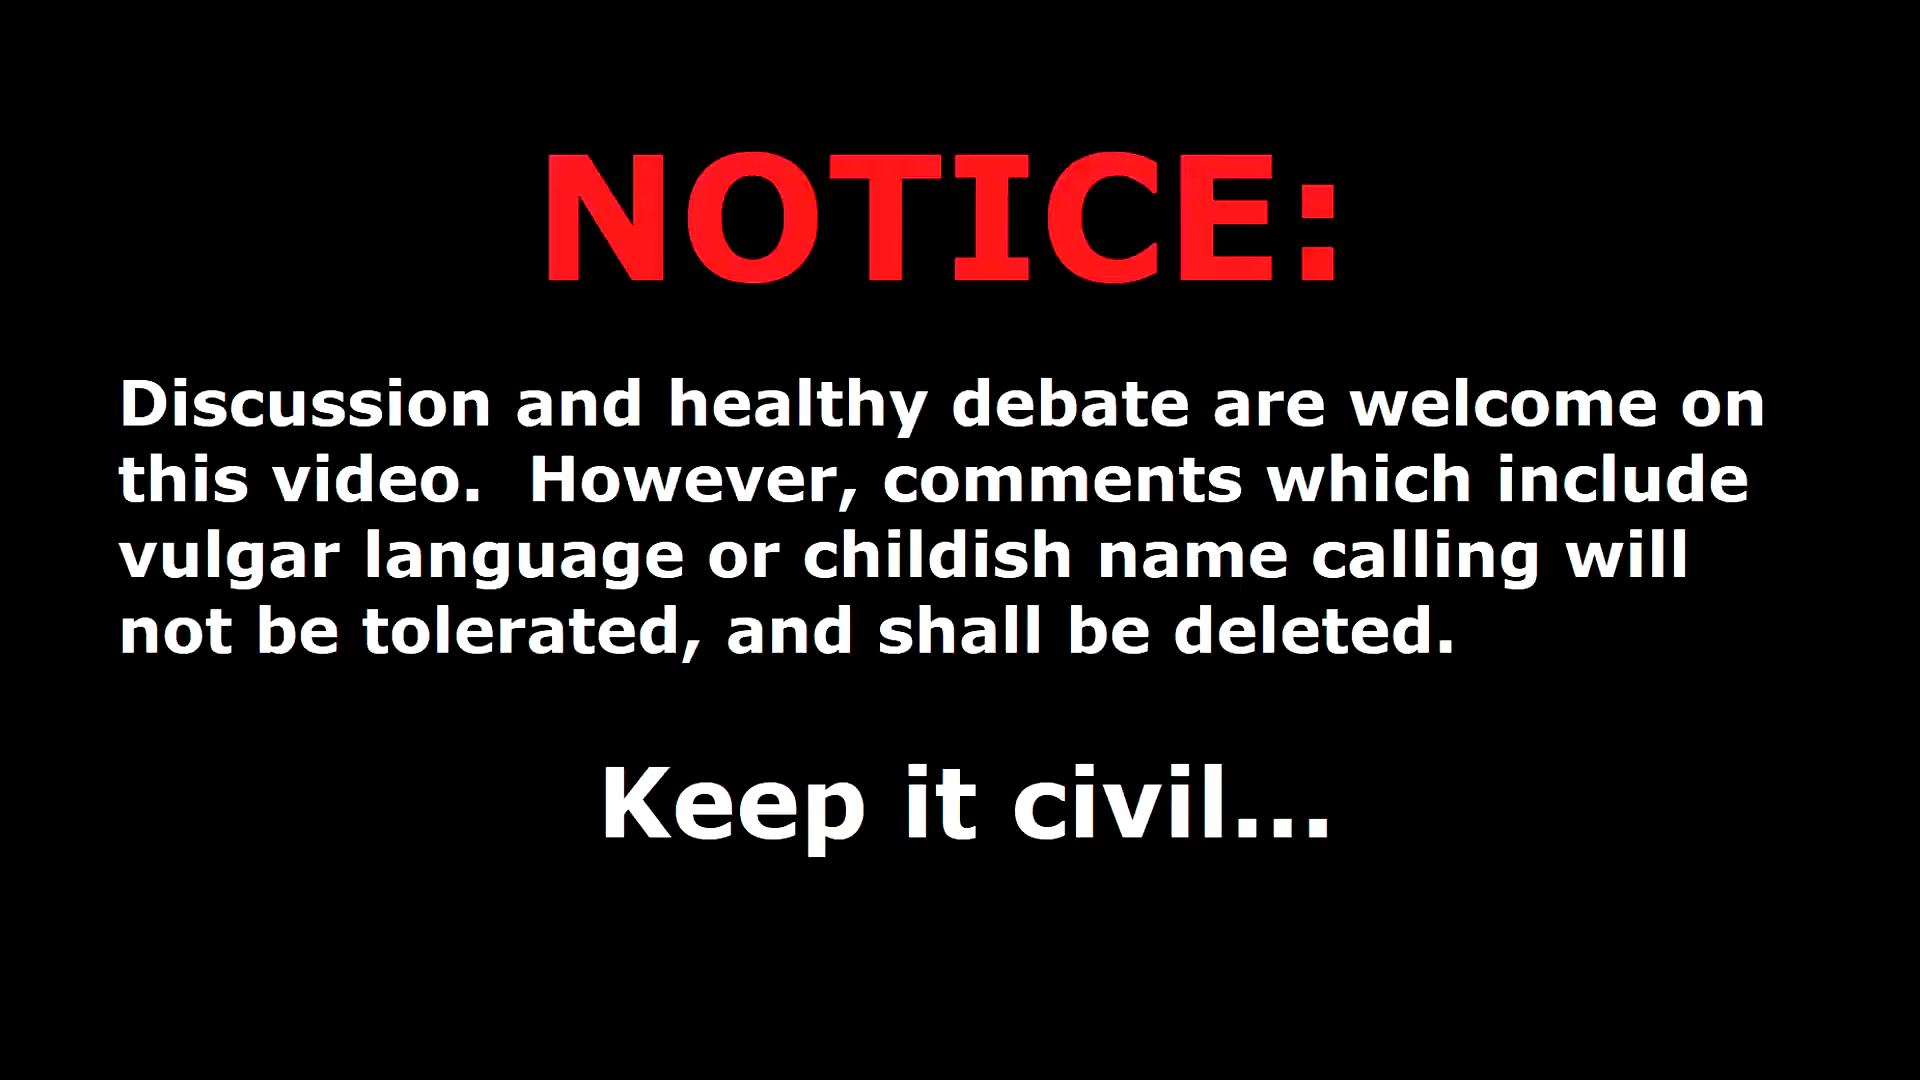 NOTICE:
Discussion and healthy debate are welcome on
this video.  However, comments which include
vulgar language or childish name calling will
not be tolerated, and shall be deleted.
Keep it civil...